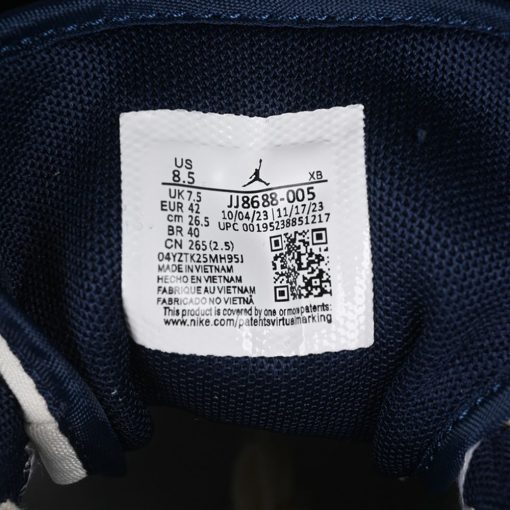 US
8.5
XB
UK 7.5
EUR 42
cm 26.5
BR 40
CN 265 (2.5)
JJ8688-005
10/04/23 | 11/17/23
UPC 00195238851217
04YZTK25MH95J
MADE IN VIETNAM
HECHO EN VIETNAM
FABRIQUE AU VIETNAM
FABRICADO NO VIETNÃ
This product is covered by one or more patents. See
www.nike.com/patentsvirtualmarking